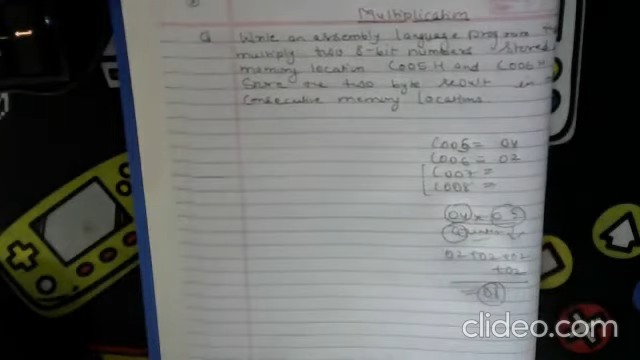 Multiplication
Q Write an assembly language program To
multiply two 8-bit numbers stored
memory location C005H and C006H
Store the two byte result in
Consecutive memory locations
C005 = 04
C006 = 02
C007 =
C008 =
04 ×
02 + 02 + 02
+ 02
= 08
clideo.com